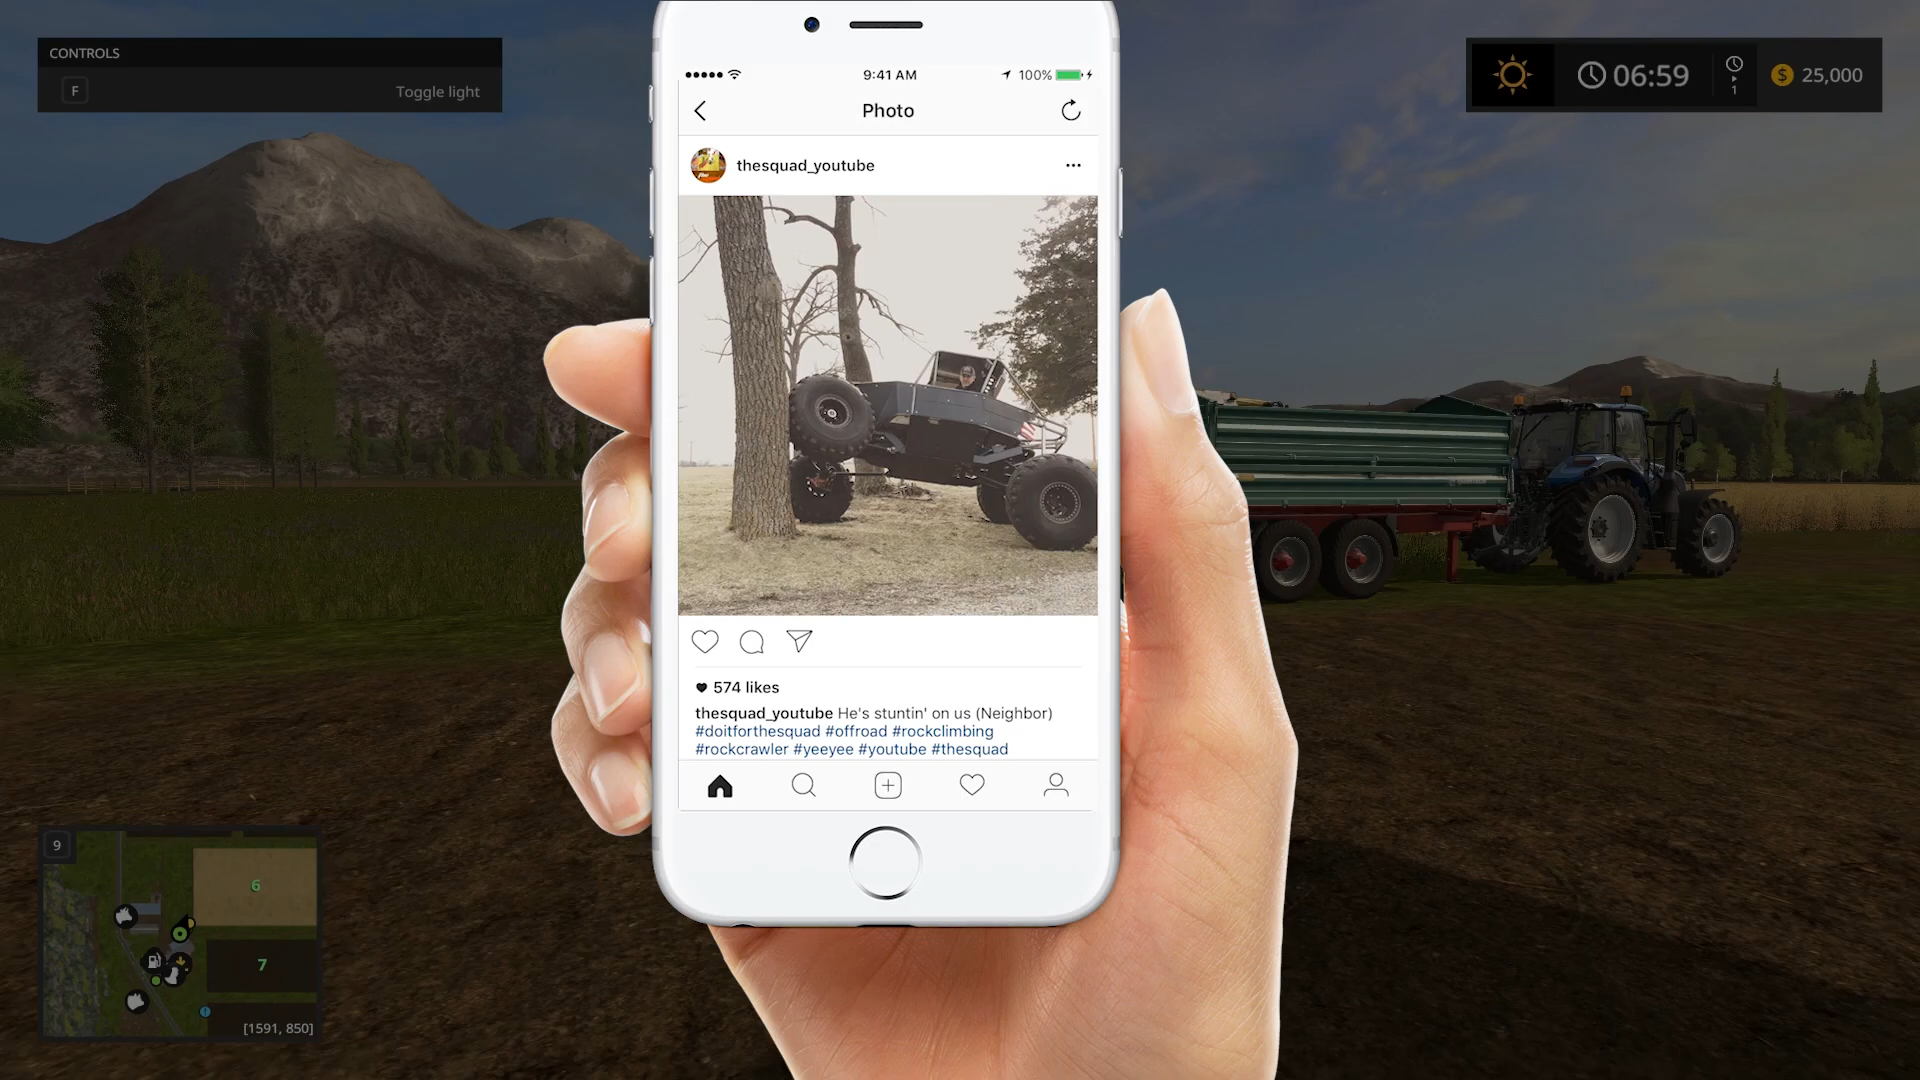 CONTROLS
F
Toggle light
06:59
1
$
25,000
9:41 AM
100%
Photo
thesquad_youtube
574 likes
thesquad_youtube He's stuntin' on us (Neighbor)
#doitforthesquad #offroad #rockclimbing
#rockcrawler #yeeyee #youtube #thesquad
9
6
7
[1591, 850]